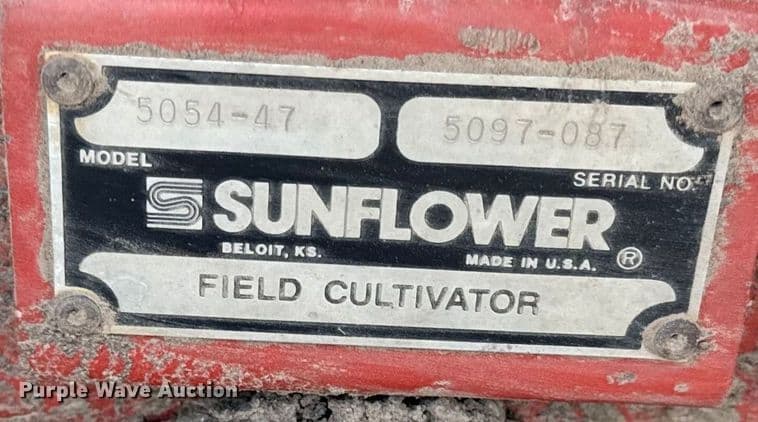 5054-47
5097-087
MODEL
SERIAL NO.
SUNFLOWER
BELOIT, KS.
MADE IN U.S.A. ®
FIELD CULTIVATOR
Purple Wave Auction